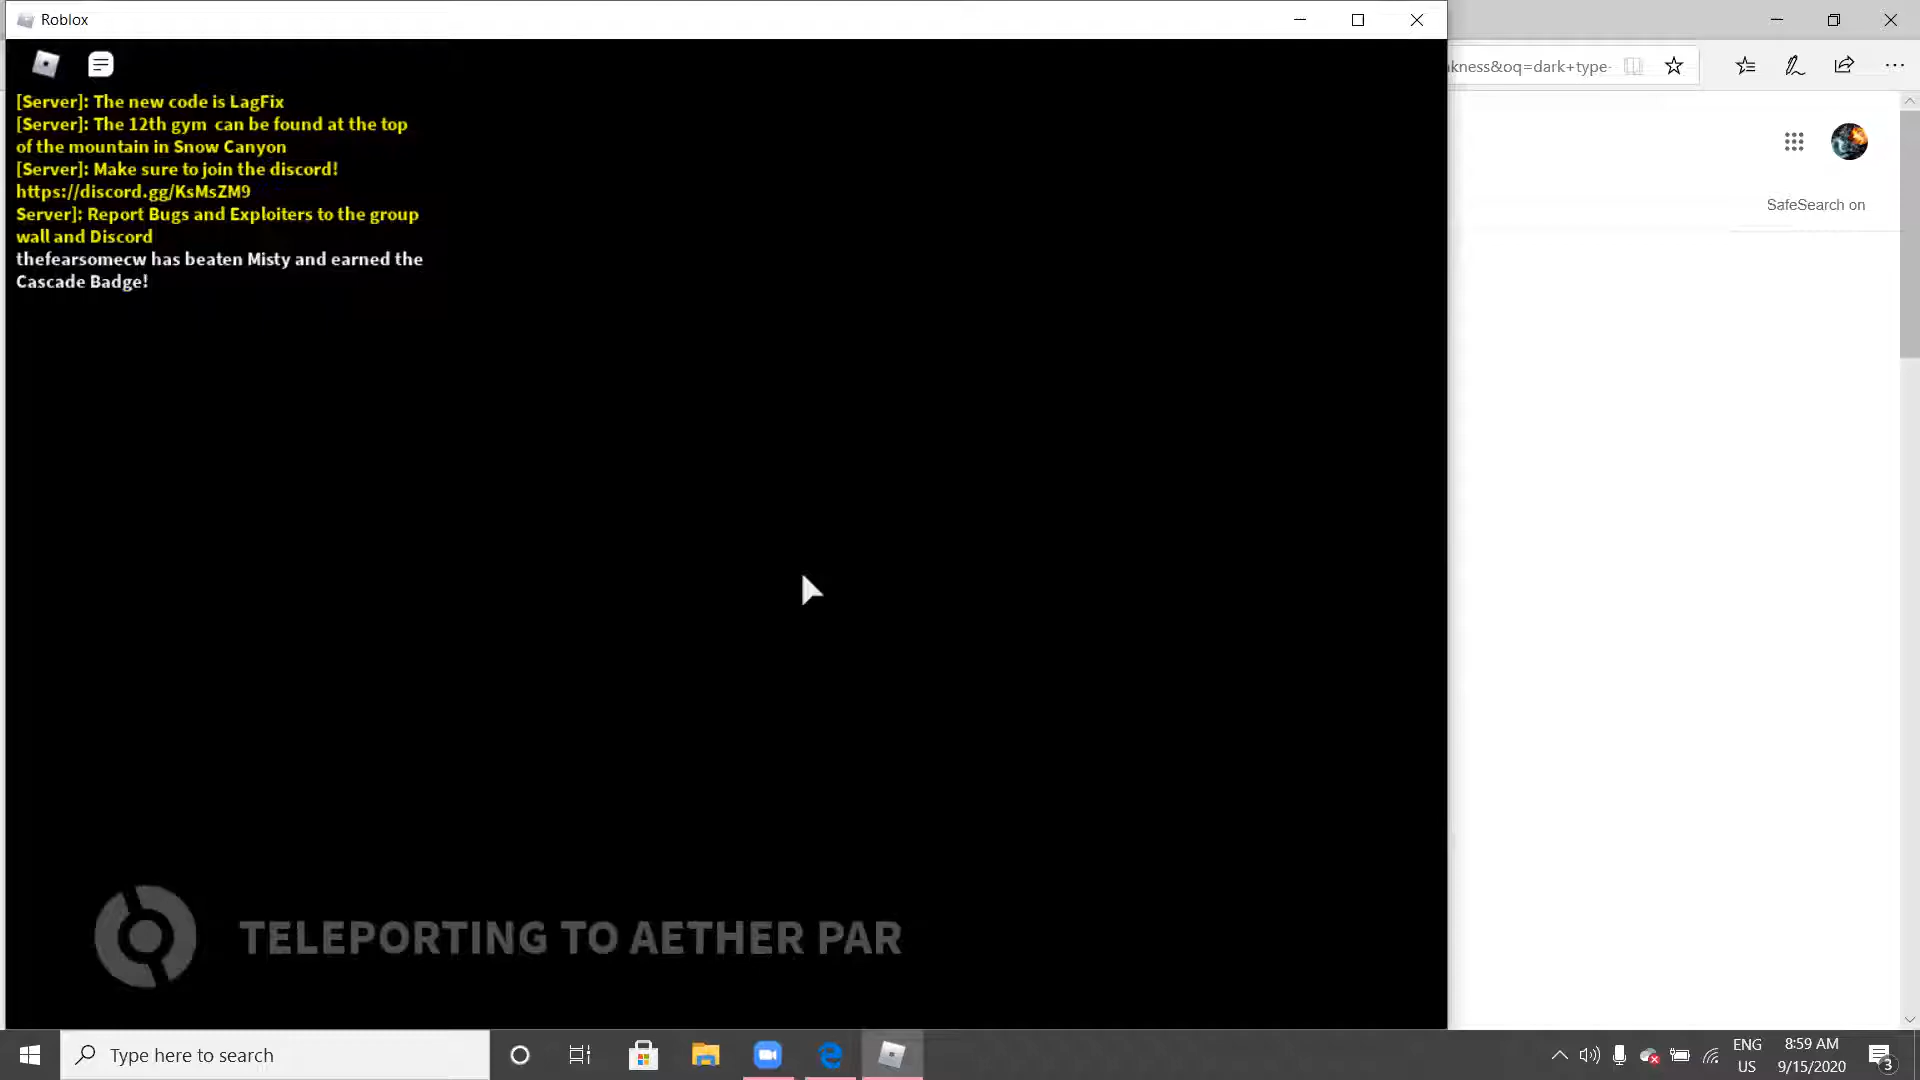 Roblox
kness&oq=dark+type-
[Server]: The new code is LagFix
[Server]: The 12th gym  can be found at the top
of the mountain in Snow Canyon
[Server]: Make sure to join the discord!
https://discord.gg/KsMsZM9
Server]: Report Bugs and Exploiters to the group
wall and Discord
thefearsomecw has beaten Misty and earned the
Cascade Badge!
SafeSearch on
TELEPORTING TO AETHER PAR
Type here to search
ENG
US
8:59 AM
9/15/2020
3